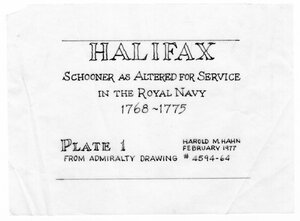 HALIFAX
SCHOONER AS ALTERED FOR SERVICE
IN THE ROYAL NAVY
1768~1775
PLATE 1
HAROLD M. HAHN
FEBRUARY 1977
FROM ADMIRALTY DRAWING # 4594-64